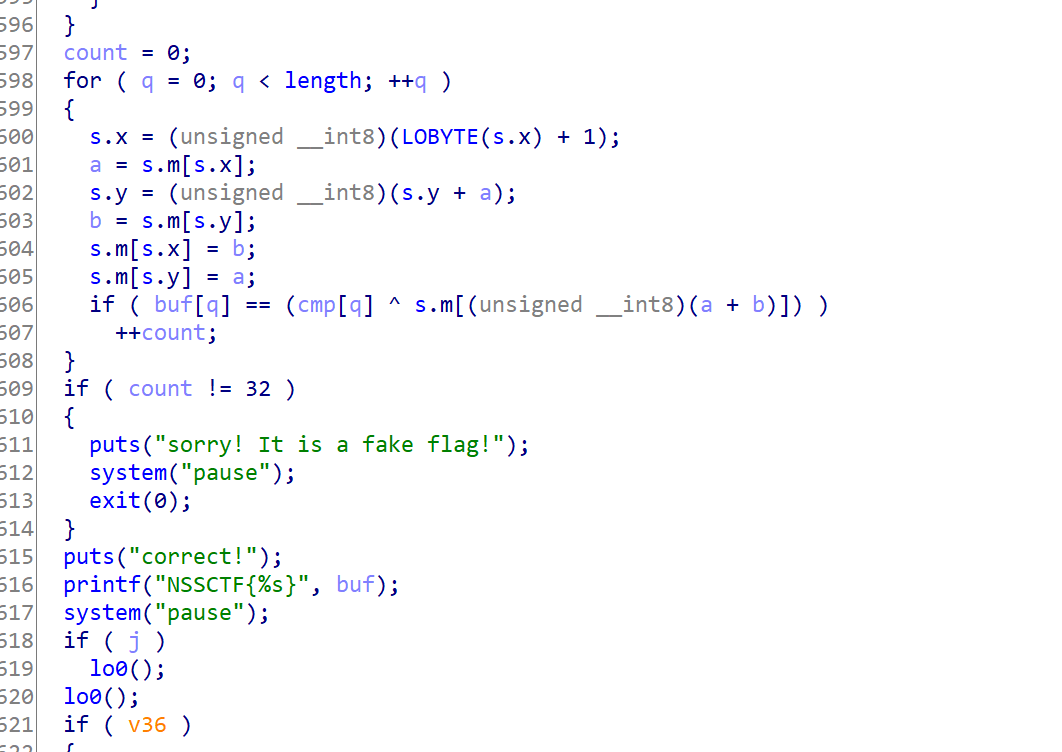 595     }
596 }
597 count = 0;
598 for ( q = 0; q < length; ++q )
599 {
600   s.x = (unsigned __int8)(LOBYTE(s.x) + 1);
601   a = s.m[s.x];
602   s.y = (unsigned __int8)(s.y + a);
603   b = s.m[s.y];
604   s.m[s.x] = b;
605   s.m[s.y] = a;
606   if ( buf[q] == (cmp[q] ^ s.m[(unsigned __int8)(a + b)]) )
607     ++count;
608 }
609 if ( count != 32 )
610 {
611   puts("sorry! It is a fake flag!");
612   system("pause");
613   exit(0);
614 }
615 puts("correct!");
616 printf("NSSCTF{%s}", buf);
617 system("pause");
618 if ( j )
619   lo0();
620 lo0();
621 if ( v36 )
622 {